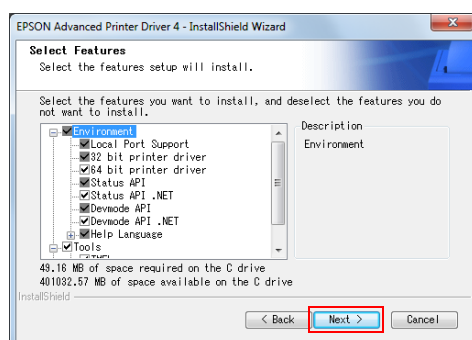 EPSON Advanced Printer Driver 4 - InstallShield Wizard
Select Features
Select the features setup will install.
Select the features you want to install, and deselect the features you do
not want to install.
Environment
Local Port Support
32 bit printer driver
64 bit printer driver
Status API
Status API .NET
Devmode API
Devmode API .NET
Help Language
Tools
Description
Environment
49.16 MB of space required on the C drive
401032.57 MB of space available on the C drive
InstallShield
< Back
Next >
Cancel